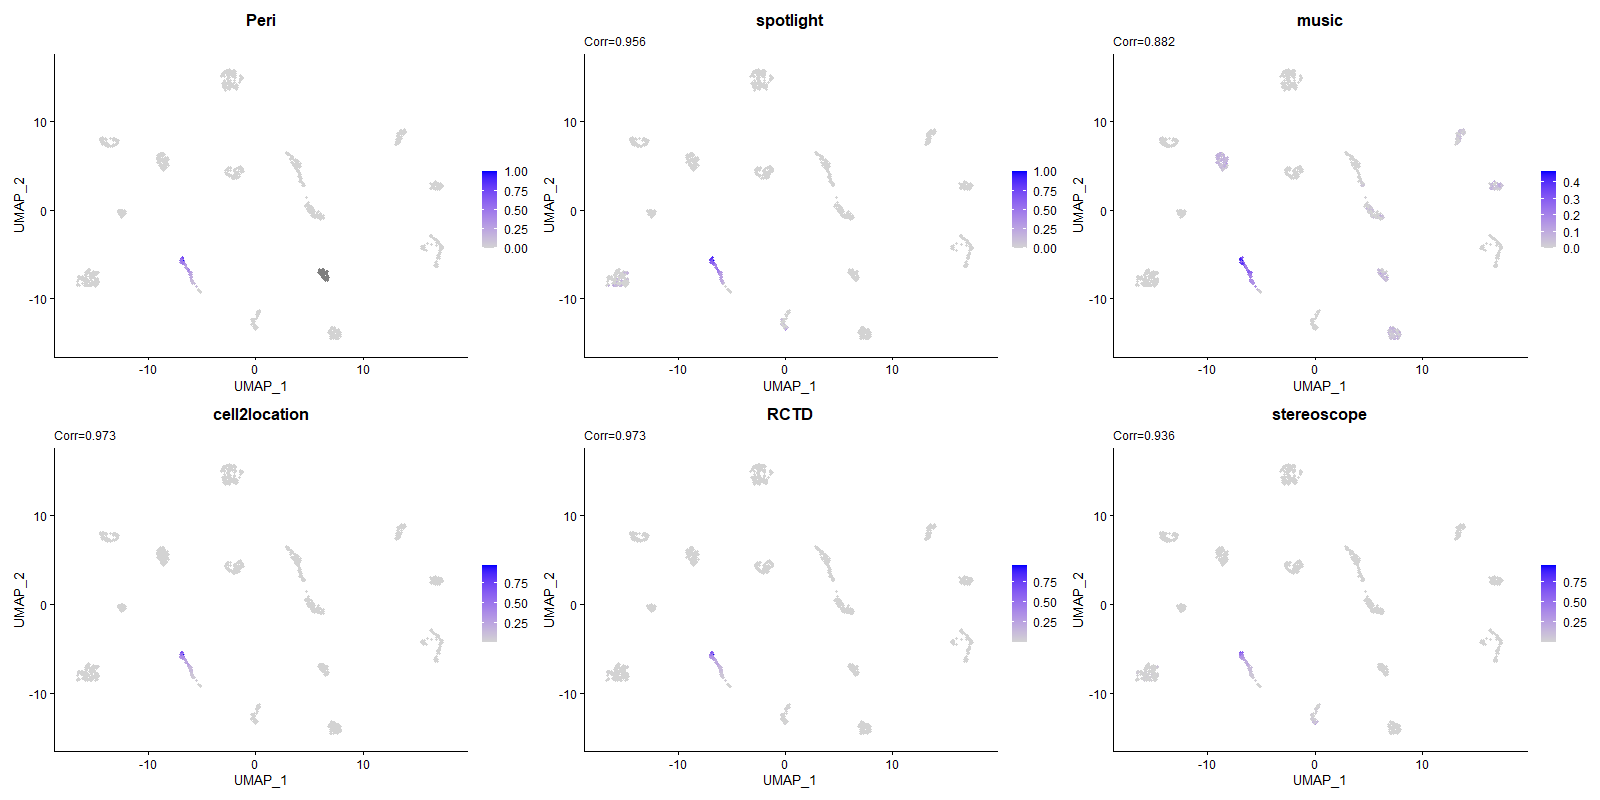 Peri
10
0
-10
UMAP_2
-10
0
10
UMAP_1
1.00
0.75
0.50
0.25
0.00
spotlight
Corr=0.956
10
0
-10
UMAP_2
-10
0
10
UMAP_1
1.00
0.75
0.50
0.25
0.00
music
Corr=0.882
10
0
-10
UMAP_2
-10
0
10
UMAP_1
0.4
0.3
0.2
0.1
0.0
cell2location
Corr=0.973
10
0
-10
UMAP_2
-10
0
10
UMAP_1
0.75
0.50
0.25
RCTD
Corr=0.973
10
0
-10
UMAP_2
-10
0
10
UMAP_1
0.75
0.50
0.25
stereoscope
Corr=0.936
10
0
-10
UMAP_2
-10
0
10
UMAP_1
0.75
0.50
0.25